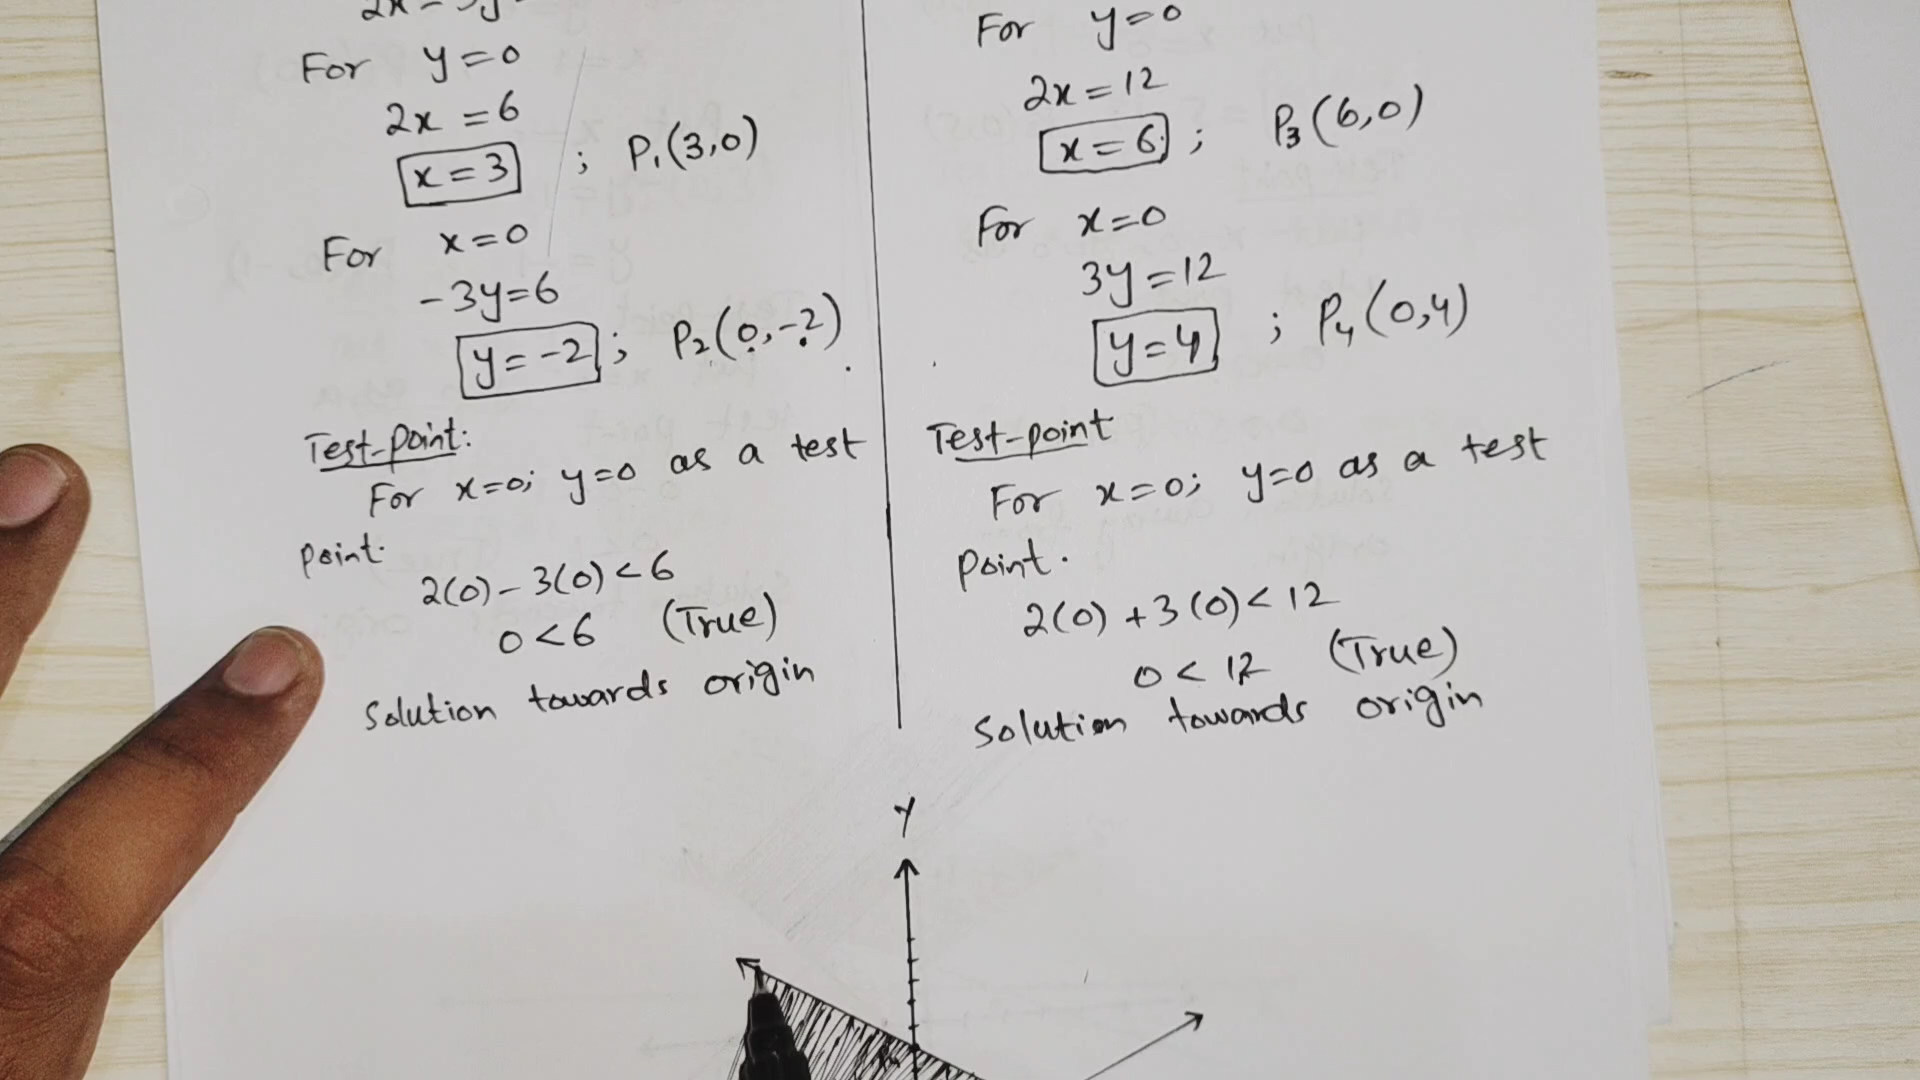 2x - 3y
For y=0
2x = 6
x = 3 ; P₁(3,0)
For x=0
-3y=6
y = -2 ; P₂(0,-2)
Test-Point:
For x=0; y=0 as a test
point.
2(0) - 3(0) < 6
0<6 (True)
Solution towards origin
For y=0
2x = 12
x = 6 ; P₃(6,0)
For x=0
3y = 12
y=4 ; P₄(0,4)
Test-point
For x=0; y=0 as a test
point.
2(0) + 3(0) < 12
0 < 12 (True)
Solution towards origin
Y